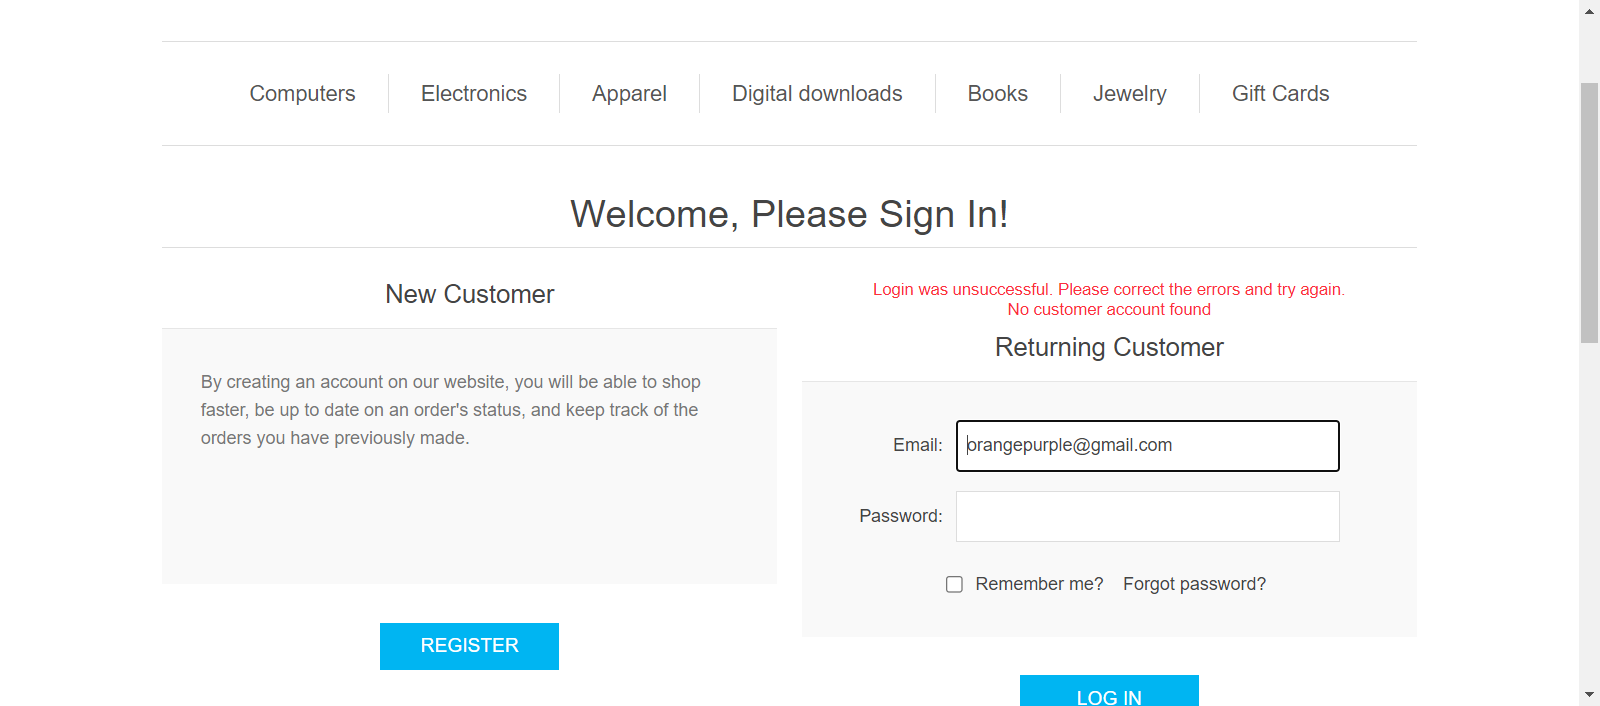 Computers Electronics Apparel Digital downloads Books Jewelry Gift Cards
Welcome, Please Sign In!
New Customer
By creating an account on our website, you will be able to shop
faster, be up to date on an order's status, and keep track of the
orders you have previously made.
REGISTER
Login was unsuccessful. Please correct the errors and try again.
No customer account found
Returning Customer
Email: orangepurple@gmail.com
Password:
Remember me? Forgot password?
LOG IN